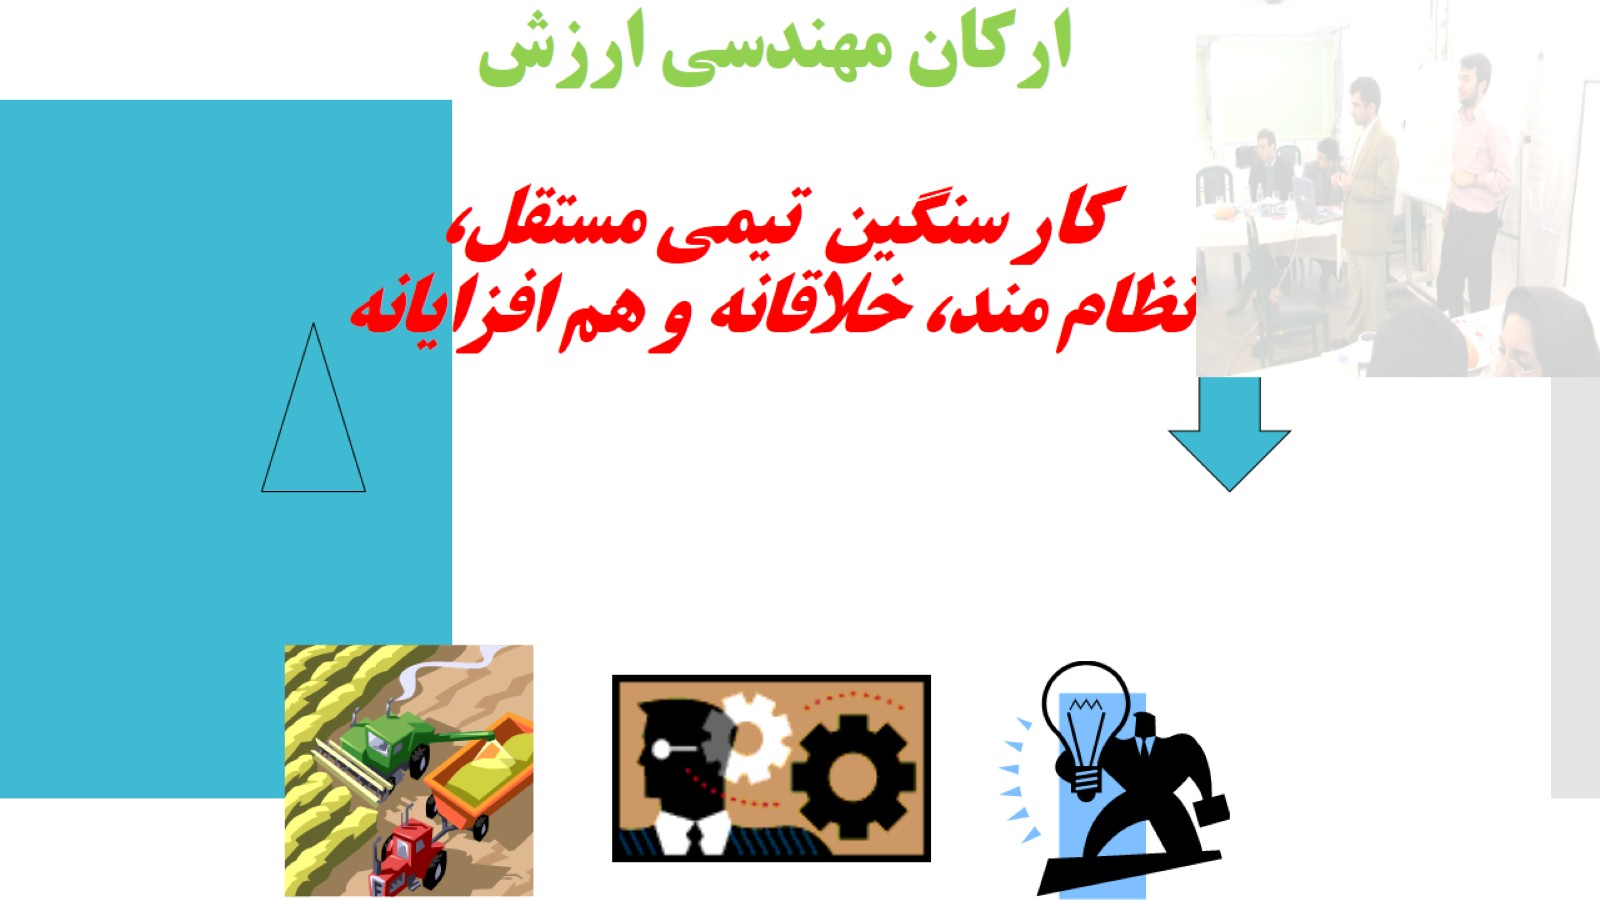 ارکان مهندسی ارزش
کار سنگین تیمی مستقل،
نظام مند، خلاقانه و هم افزایانه